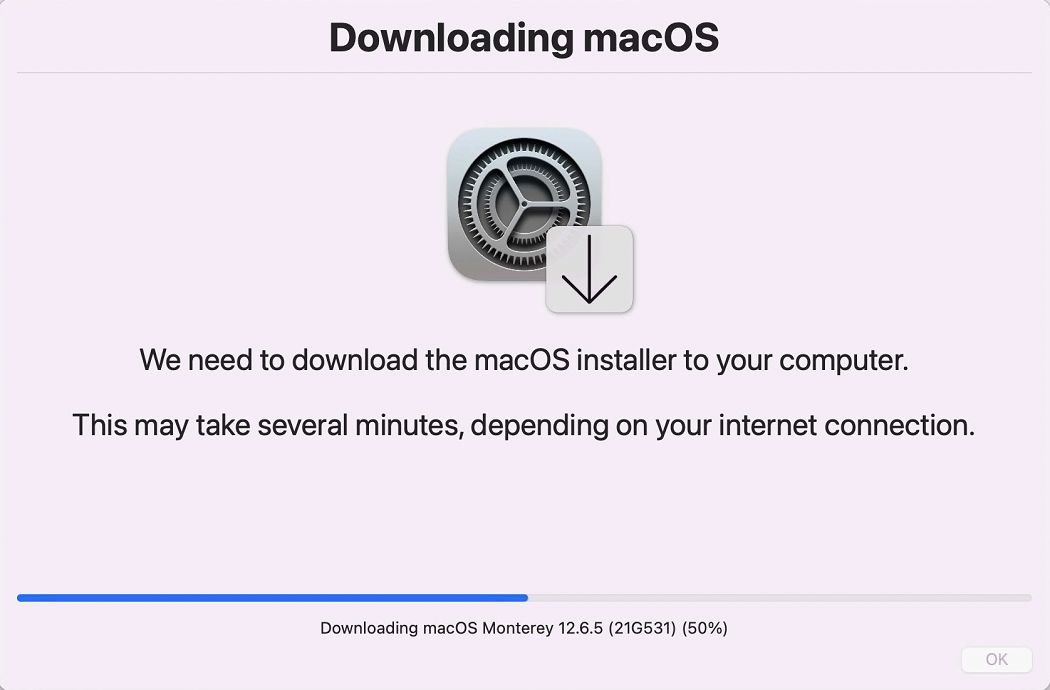 Downloading macOS
We need to download the macOS installer to your computer.
This may take several minutes, depending on your internet connection.
Downloading macOS Monterey 12.6.5 (21G531) (50%)
OK